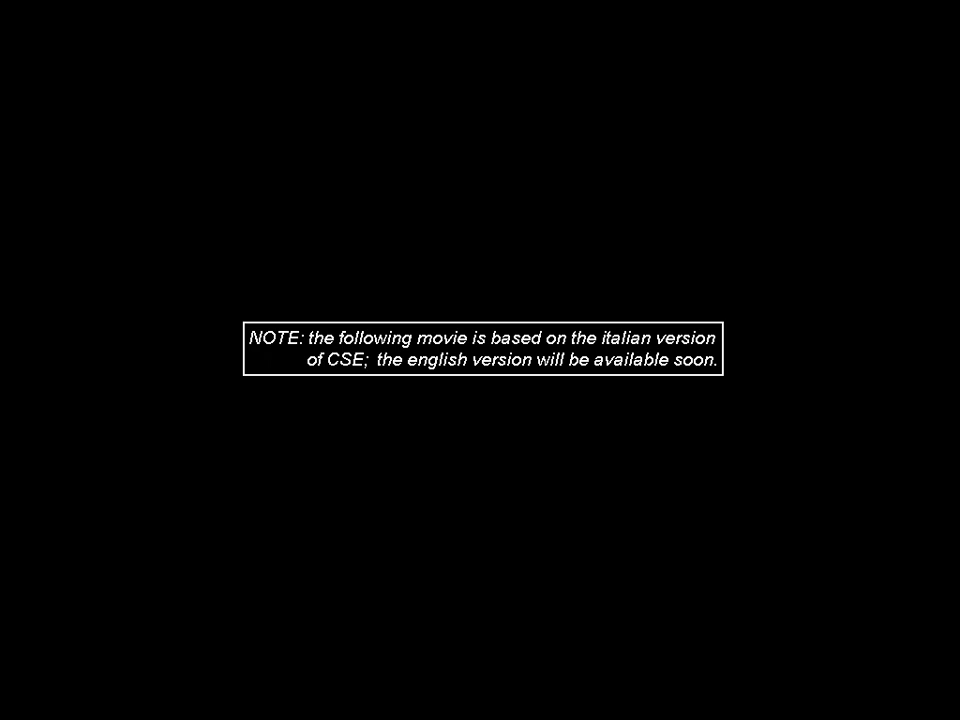 NOTE: the following movie is based on the italian version
of CSE; the english version will be available soon.